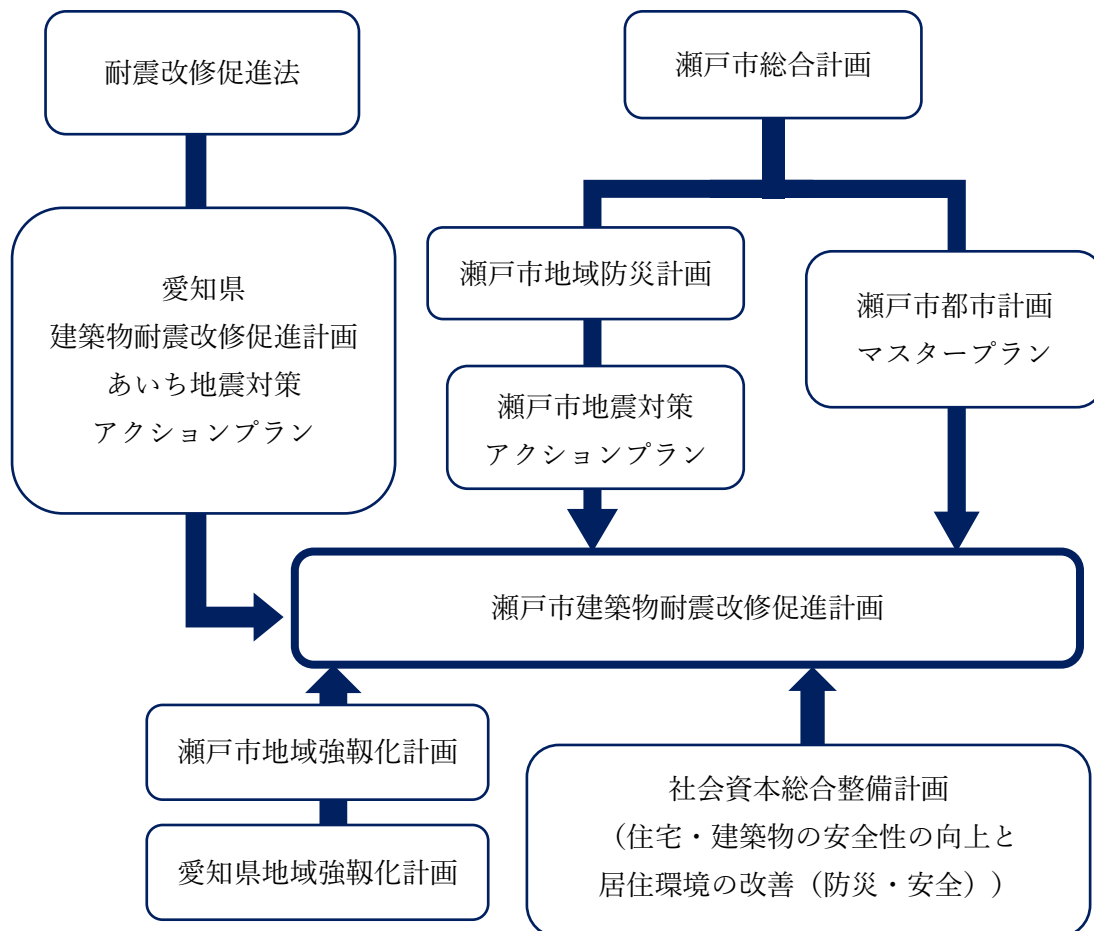 耐震改修促進法
瀬戸市総合計画
愛知県
建築物耐震改修促進計画
あいち地震対策
アクションプラン
瀬戸市地域防災計画
瀬戸市都市計画
マスタープラン
瀬戸市地震対策
アクションプラン
瀬戸市建築物耐震改修促進計画
瀬戸市地域強靱化計画
愛知県地域強靱化計画
社会資本総合整備計画
（住宅・建築物の安全性の向上と
居住環境の改善（防災・安全））